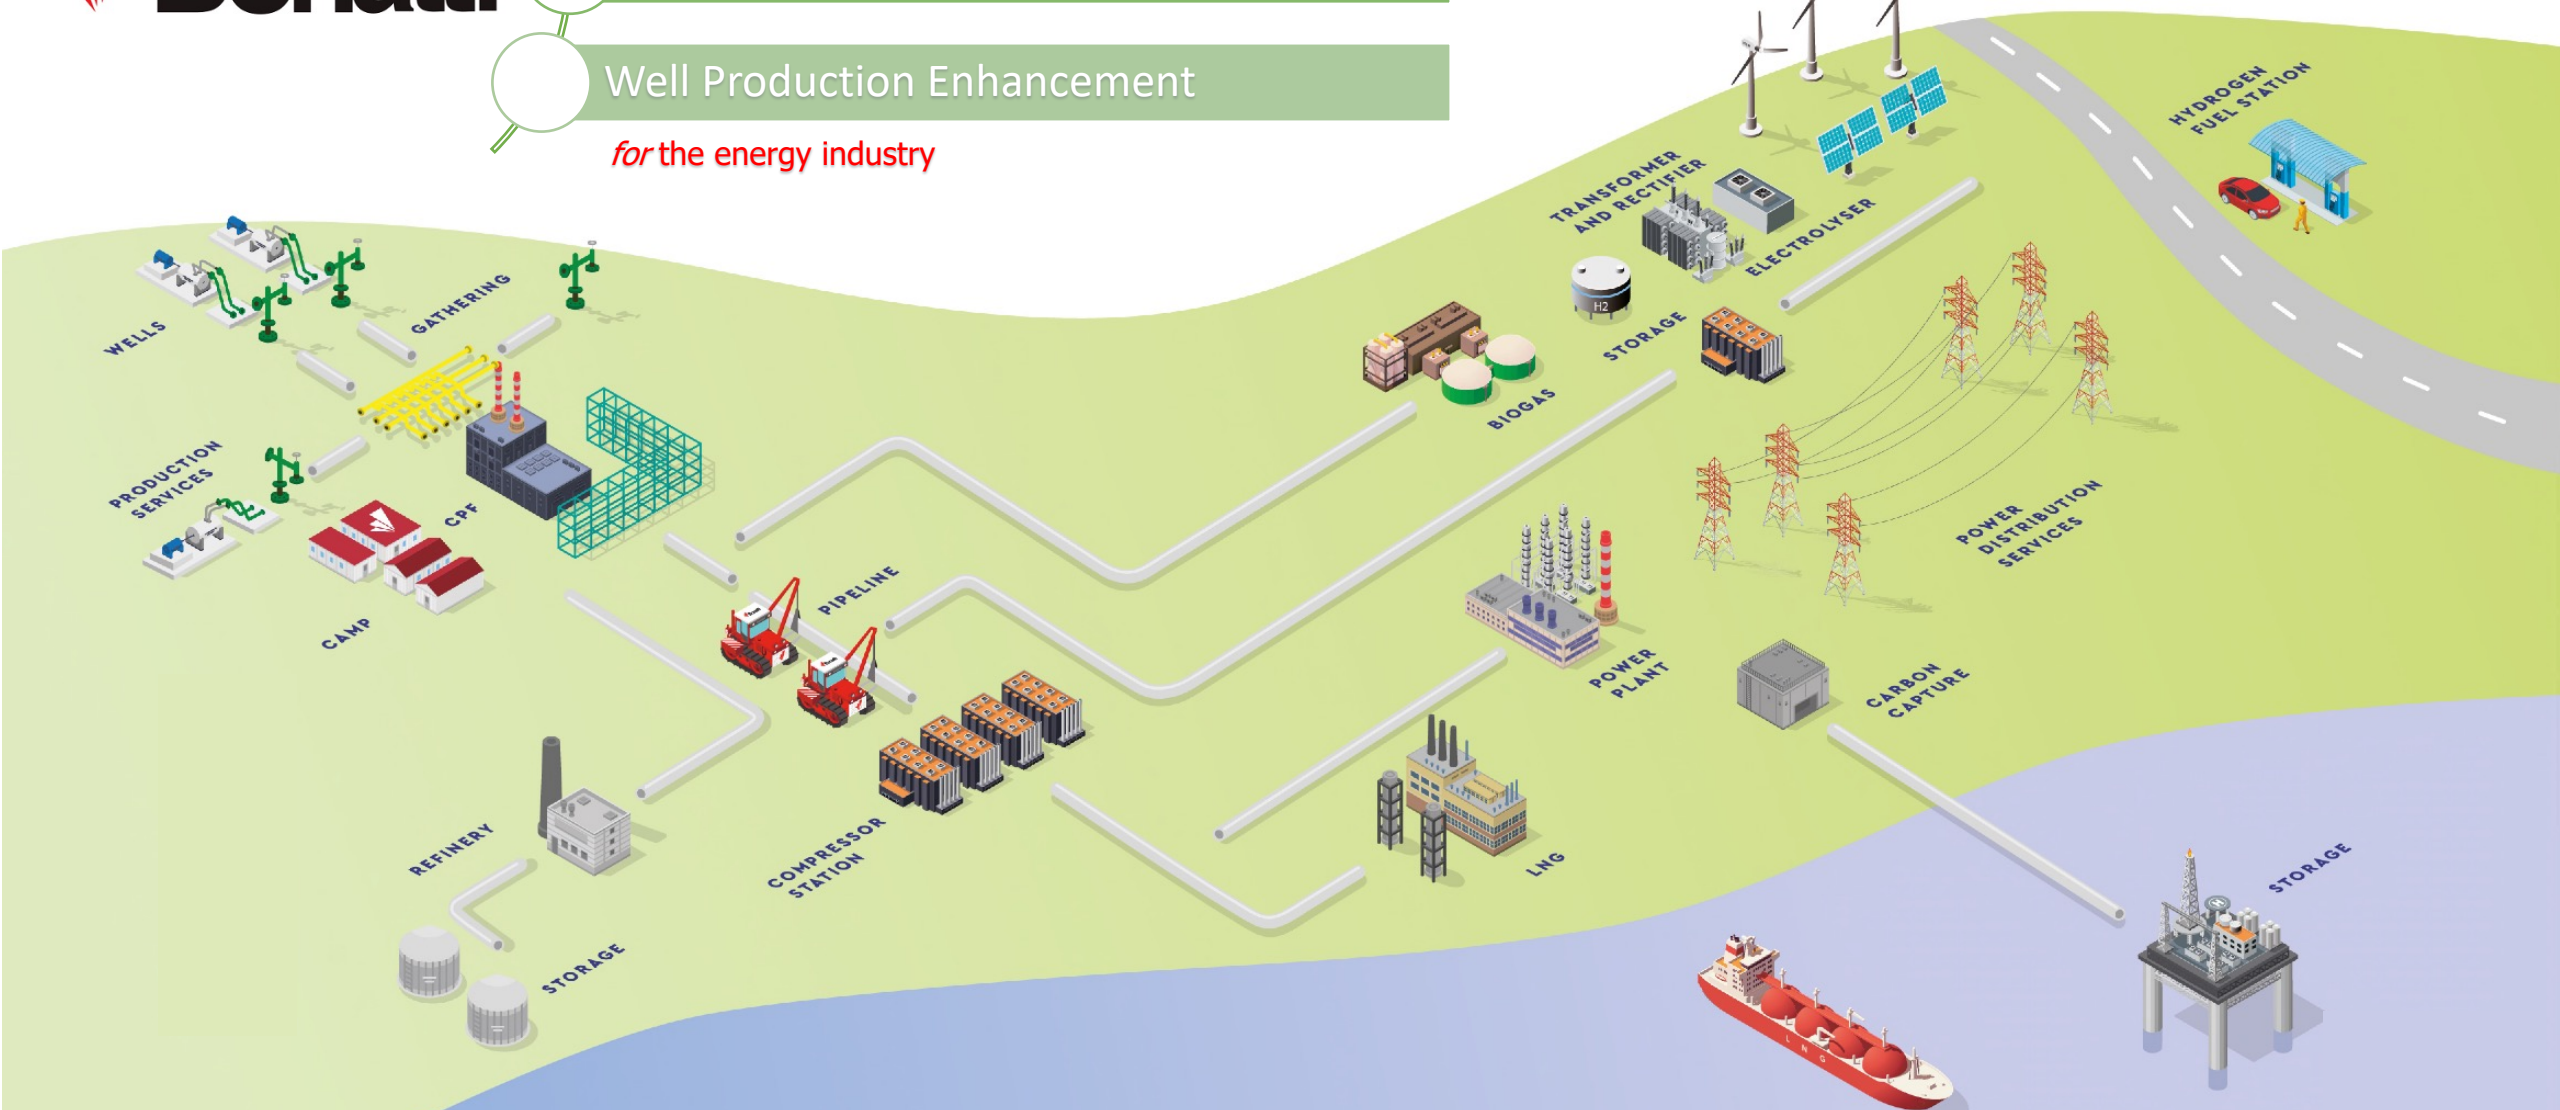 Well Production Enhancement
for the energy industry
HYDROGEN
FUEL STATION
TRANSFORMER
AND RECTIFIER
ELECTROLYSER
H2
STORAGE
GATHERING
WELLS
BIOGAS
PRODUCTION
SERVICES
CPF
POWER
DISTRIBUTION
SERVICES
PIPELINE
CAMP
POWER
PLANT
CARBON
CAPTURE
REFINERY
COMPRESSOR
STATION
LNG
STORAGE
STORAGE
LNG